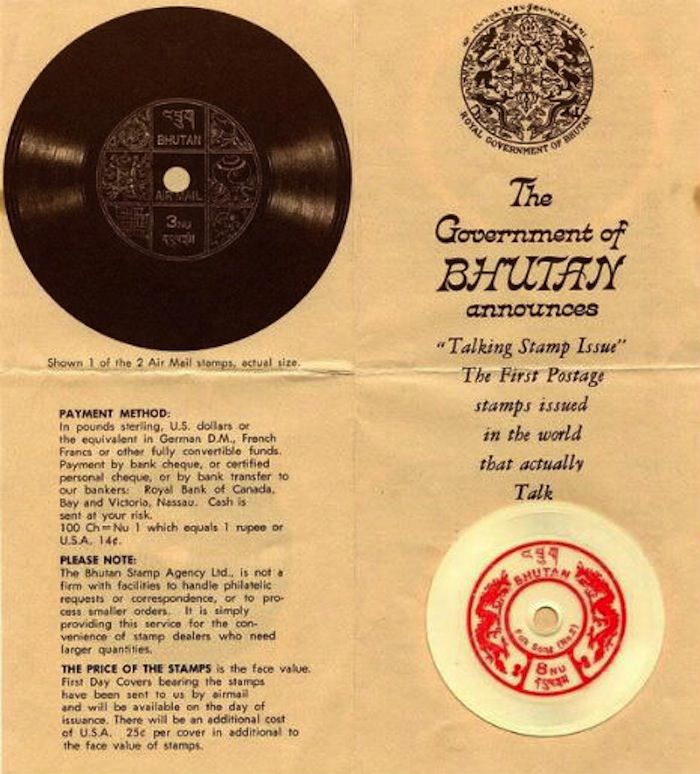 འབྲུག
BHUTAN
AIR MAIL
3NU
Shown 1 of the 2 Air Mail stamps, actual size.
PAYMENT METHOD:
In pounds sterling, U.S. dollars or
the equivalent in German D.M., French
Francs or other fully convertible funds.
Payment by bank cheque, or certified
personal cheque, or by bank transfer to
our bankers: Royal Bank of Canada,
Bay and Victoria, Nassau. Cash is
sent at your risk.
100 Ch=Nu 1 which equals 1 rupee or
U.S.A. 14¢.
PLEASE NOTE:
The Bhutan Stamp Agency Ltd., is not a
firm with facilities to handle philatelic
requests or correspondence, or to pro-
cess smaller orders. It is simply
providing this service for the con-
venience of stamp dealers who need
larger quantities.
THE PRICE OF THE STAMPS is the face value.
First Day Covers bearing the stamps
have been sent to us by airmail
and will be available on the day of
issuance. There will be an additional cost
of U.S.A. 25¢ per cover in additional to
the face value of stamps.
ROYAL GOVERNMENT OF BHUTAN
The
Government of
BHUTAN
announces
"Talking Stamp Issue"
The First Postage
stamps issued
in the world
that actually
Talk
འབྲུག
BHUTAN
FOLK SONG (No.2)
8NU